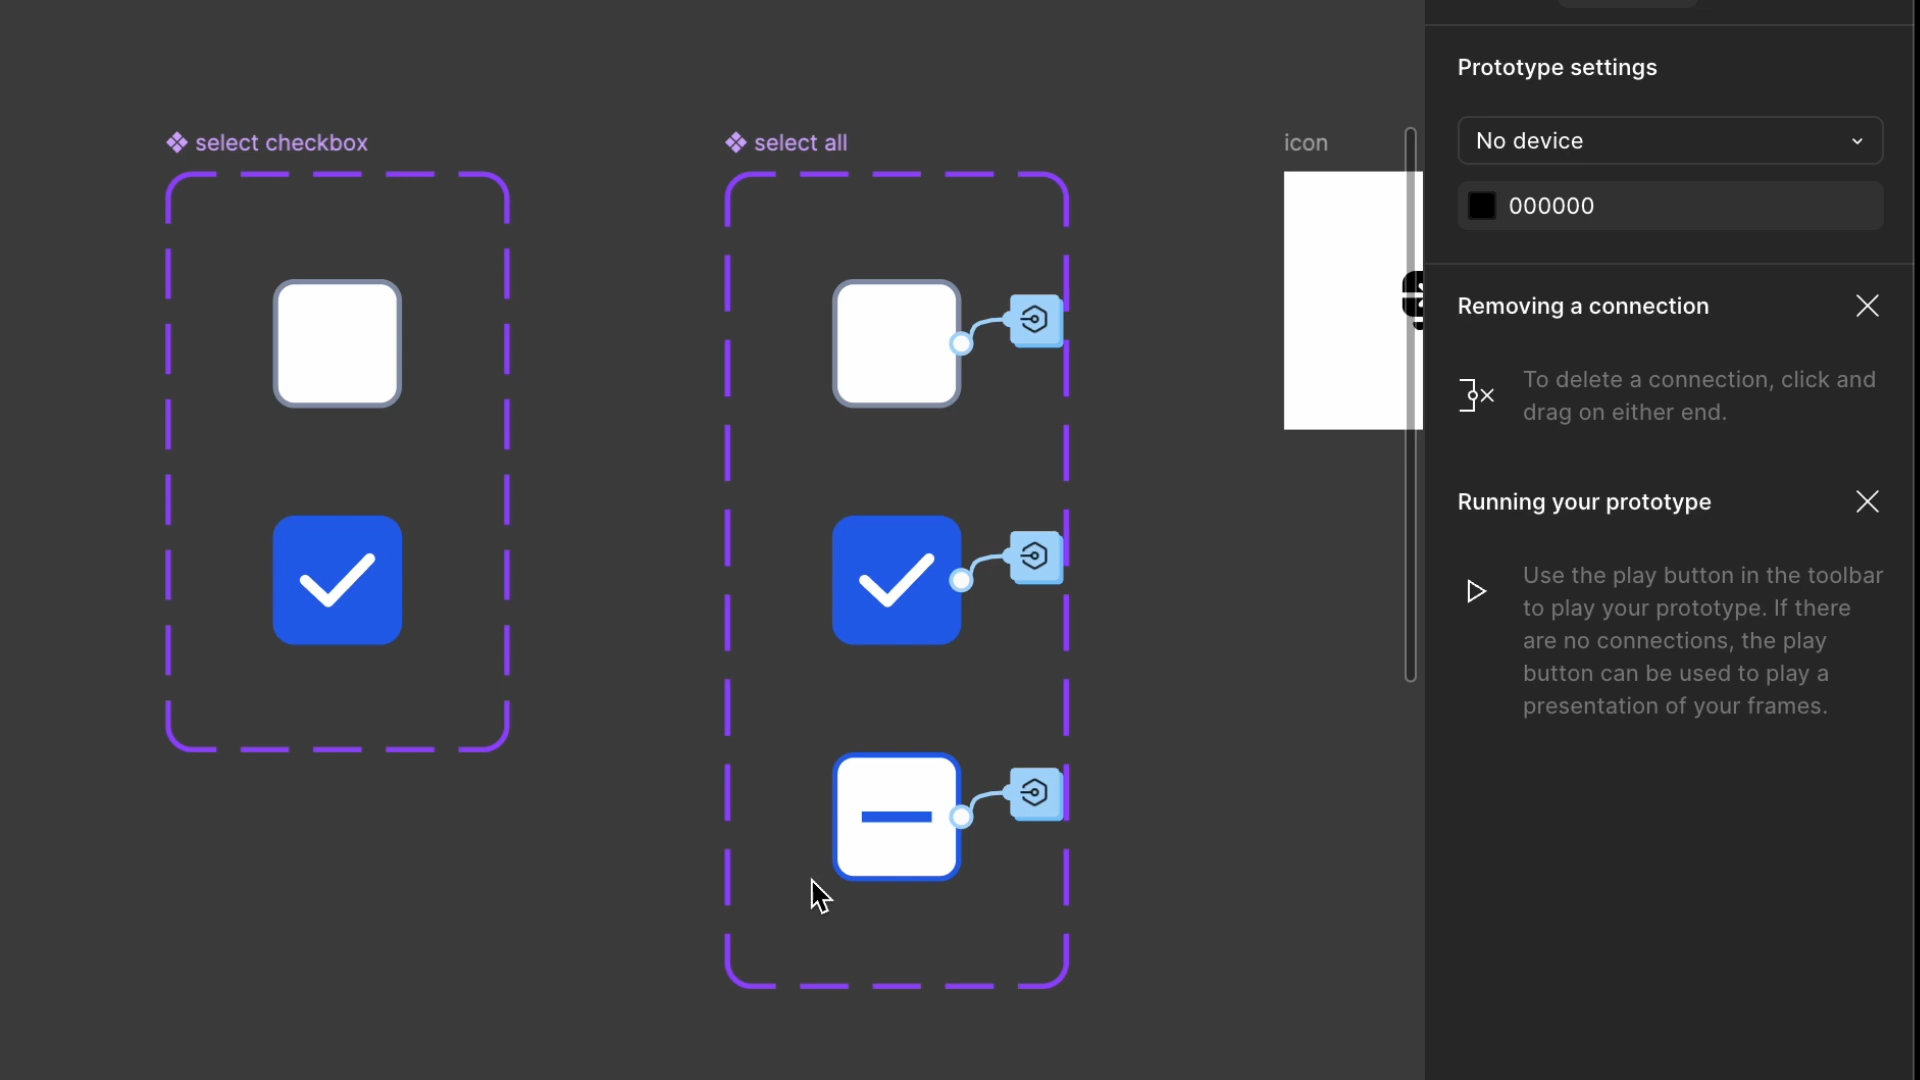 select checkbox
select all
icon
Prototype settings
No device
000000
Removing a connection
To delete a connection, click and
drag on either end.
Running your prototype
Use the play button in the toolbar
to play your prototype. If there
are no connections, the play
button can be used to play a
presentation of your frames.